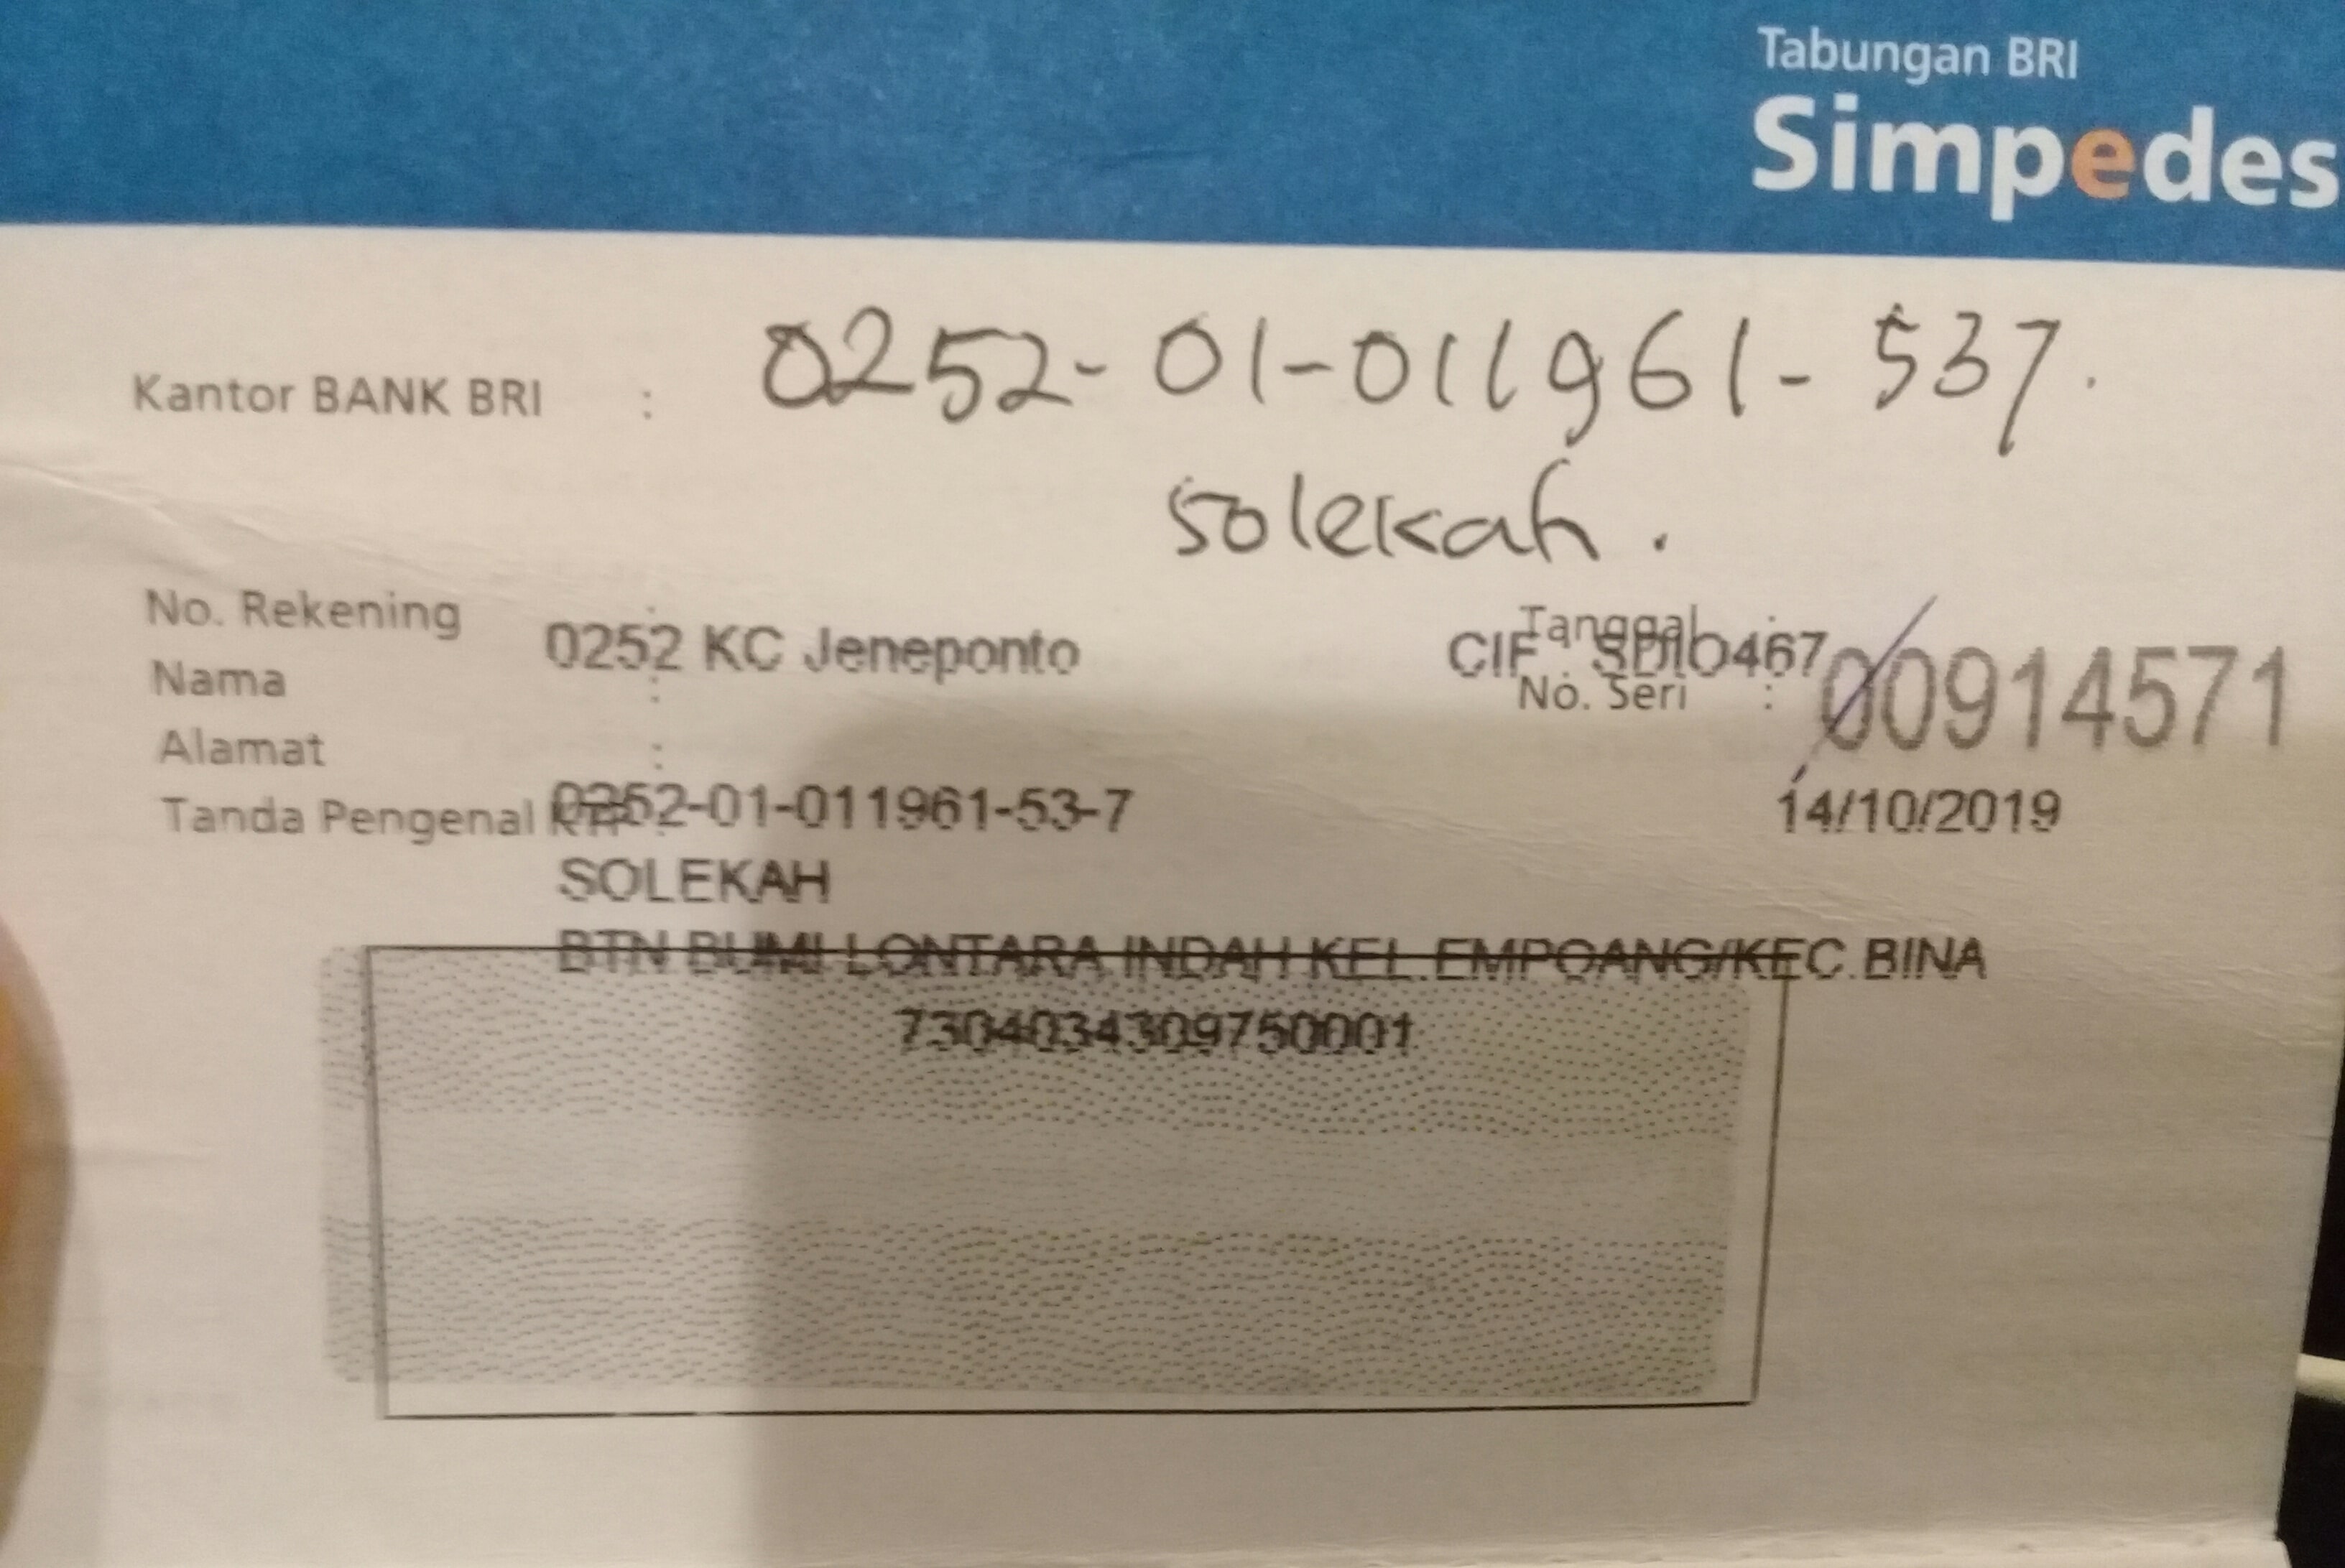 Tabungan BRI
Simpedes
Kantor BANK BRI : 0252-01-011961-537.
solekah.
No. Rekening :
0252 KC Jeneponto
Tanggal :
CIF
Nama :
No. Seri : 00914571
Alamat :
Tanda Pengenal KTP :
0252-01-011961-53-7
14/10/2019
SOLEKAH
BTN BUMI LONTARA INDAH KEL.EMPOANG/KEC.BINA
7304034309750001